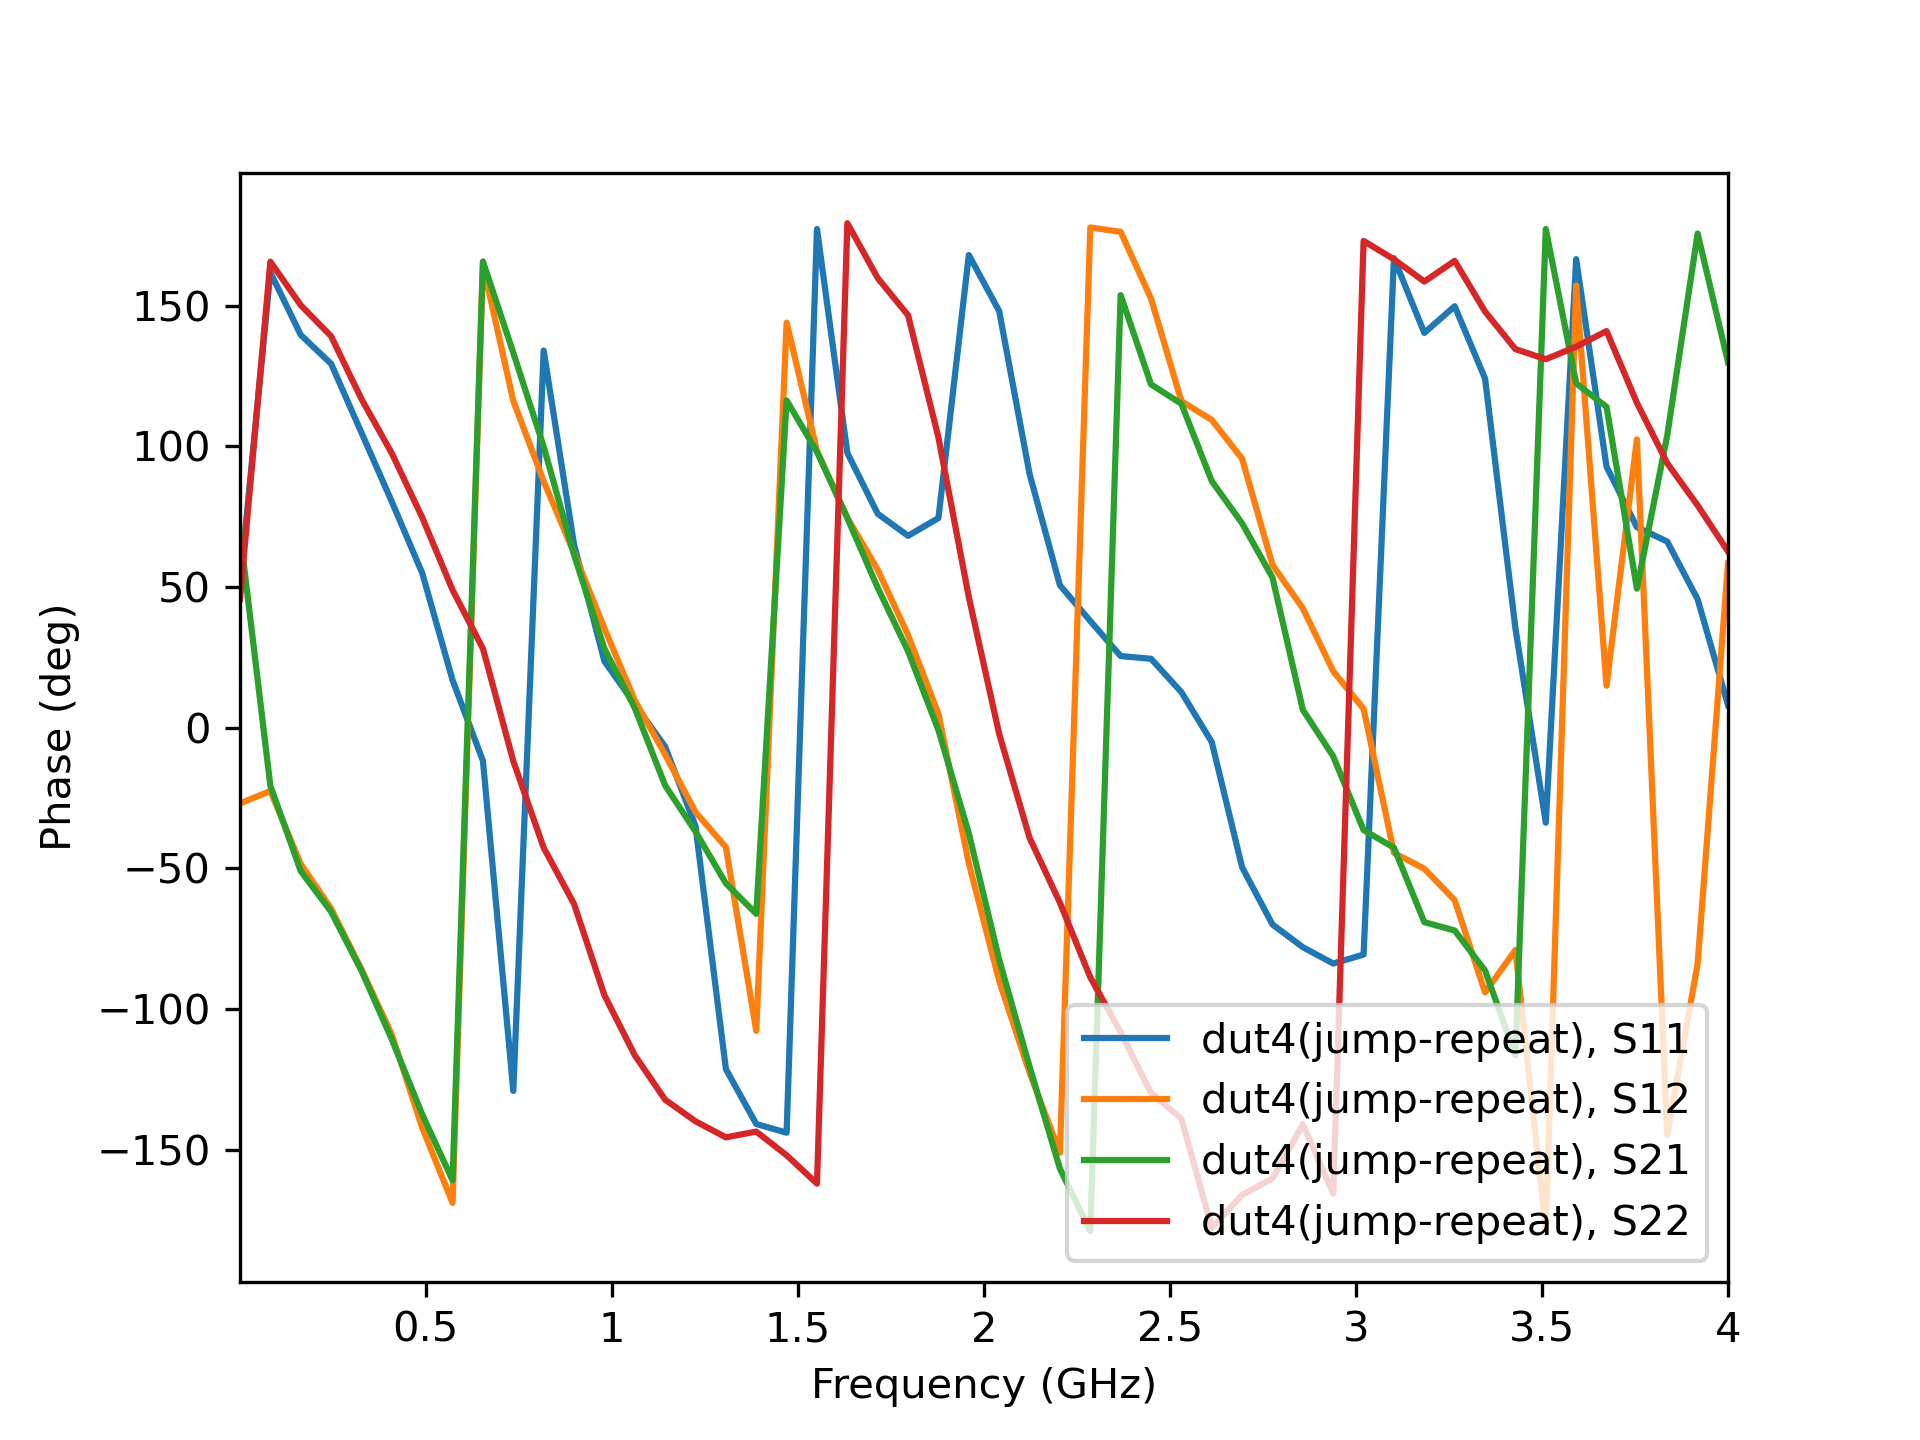 150
100
50
0
−50
−100
−150
Phase (deg)
dut4(jump-repeat), S11
dut4(jump-repeat), S12
dut4(jump-repeat), S21
dut4(jump-repeat), S22
0.5 1 1.5 2 2.5 3 3.5 4
Frequency (GHz)